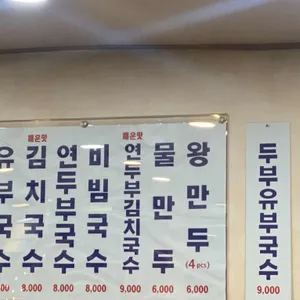 유부국수
000
매운맛
김치국수
8.000
연두부국수
8.000
비빔국수
8.000
매운맛
연두부김치국수
9.000
물만두
6.000
왕만두
(4pcs)
6.000
두부유부국수
9.000